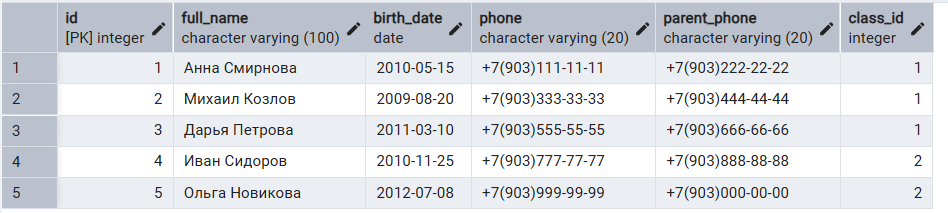 id full_name birth_date phone parent_phone class_id
[PK] integer character varying (100) date character varying (20) character varying (20) integer
1 1 Анна Смирнова 2010-05-15 +7(903)111-11-11 +7(903)222-22-22 1
2 2 Михаил Козлов 2009-08-20 +7(903)333-33-33 +7(903)444-44-44 1
3 3 Дарья Петрова 2011-03-10 +7(903)555-55-55 +7(903)666-66-66 1
4 4 Иван Сидоров 2010-11-25 +7(903)777-77-77 +7(903)888-88-88 2
5 5 Ольга Новикова 2012-07-08 +7(903)999-99-99 +7(903)000-00-00 2